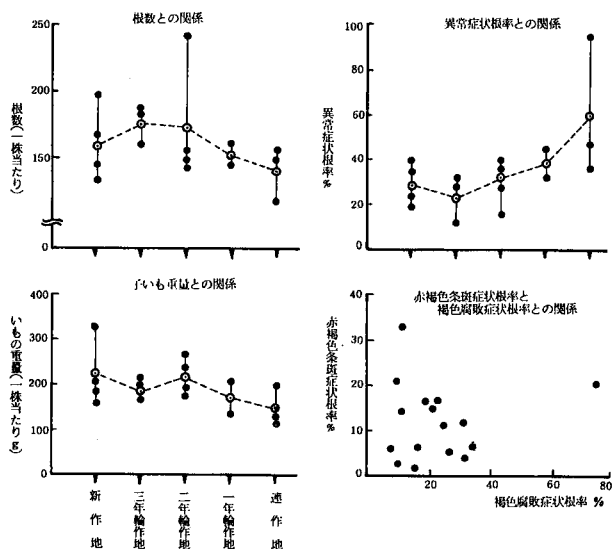 根数との関係
250
200
150
0
根数(一株当たり)
異常症状根率との関係
100
80
60
40
20
0
異常症状根率
%
子いも重量との関係
400
300
200
100
0
いもの重量(一株当たりg)
新作地
三年輪作地
二年輪作地
一年輪作地
連作地
赤褐色条斑症状根率と
褐色腐敗症状根率との関係
40
30
20
10
0
赤褐色条斑症状根率
%
20
40
60
80
褐色腐敗症状根率 %